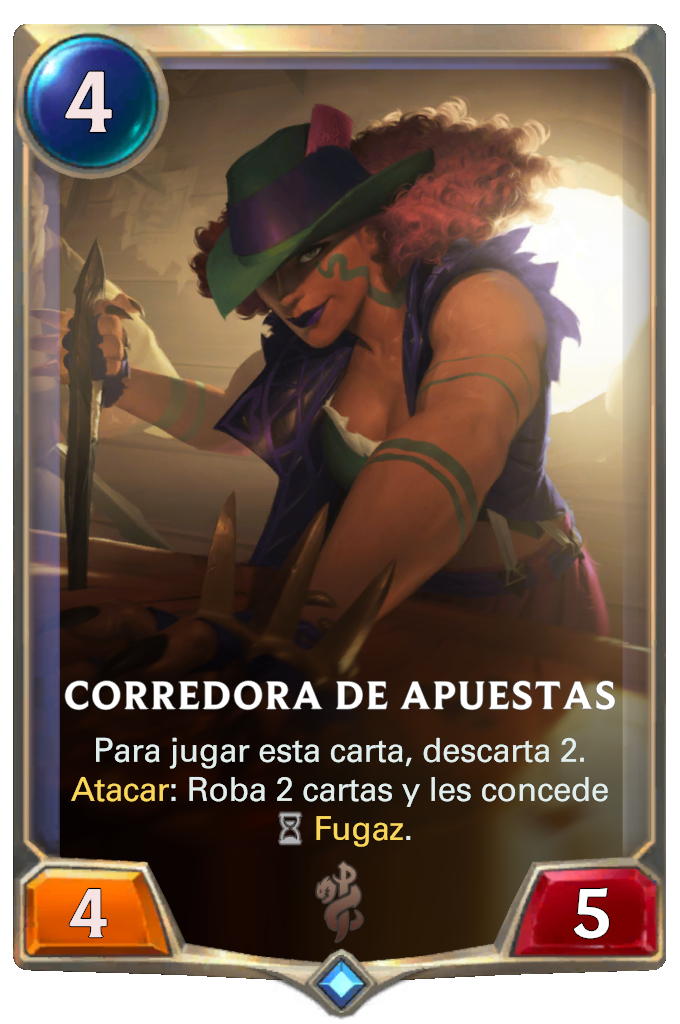 4
CORREDORA DE APUESTAS
Para jugar esta carta, descarta 2.
Atacar: Roba 2 cartas y les concede
Fugaz.
4
5